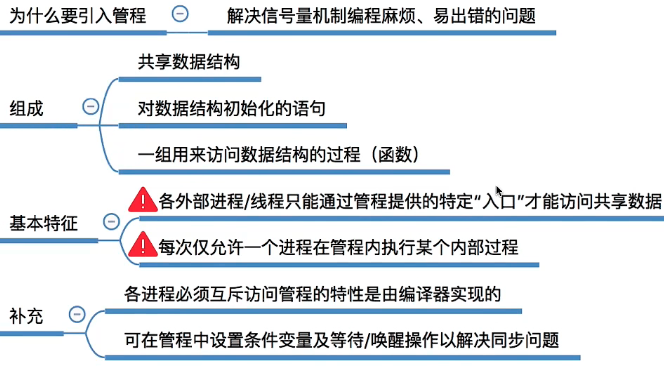 为什么要引入管程
解决信号量机制编程麻烦、易出错的问题
组成
共享数据结构
对数据结构初始化的语句
一组用来访问数据结构的过程（函数）
基本特征
各外部进程/线程只能通过管程提供的特定“入口”才能访问共享数据
每次仅允许一个进程在管程内执行某个内部过程
补充
各进程必须互斥访问管程的特性是由编译器实现的
可在管程中设置条件变量及等待/唤醒操作以解决同步问题